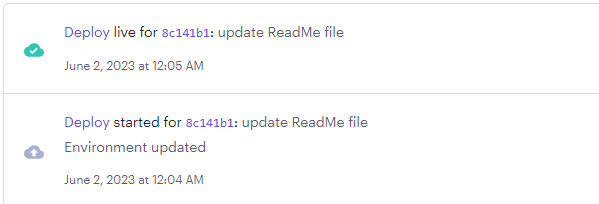 Deploy live for 8c141b1: update ReadMe file
June 2, 2023 at 12:05 AM
Deploy started for 8c141b1: update ReadMe file
Environment updated
June 2, 2023 at 12:04 AM